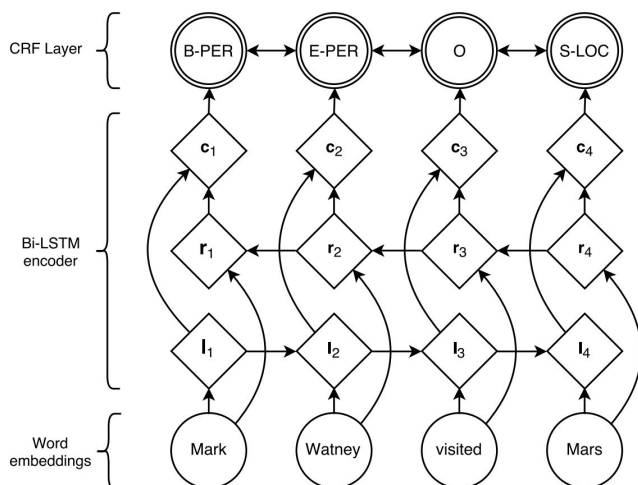 CRF Layer
B-PER
E-PER
O
S-LOC
c1
c2
c3
c4
Bi-LSTM
encoder
r1
r2
r3
r4
l1
l2
l3
l4
Word
embeddings
Mark
Watney
visited
Mars